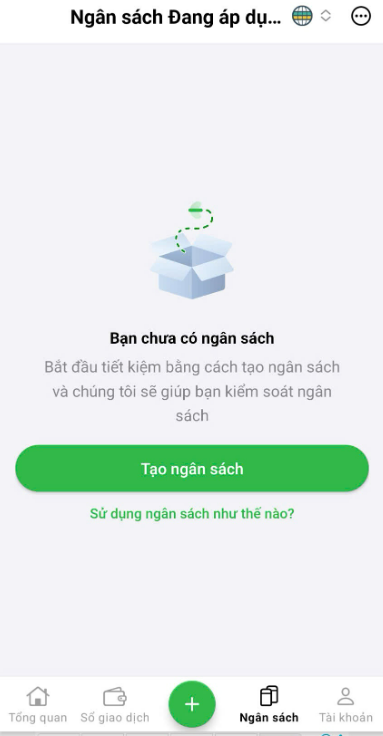 Ngân sách Đang áp dụ...
Bạn chưa có ngân sách
Bắt đầu tiết kiệm bằng cách tạo ngân sách
và chúng tôi sẽ giúp bạn kiểm soát ngân
sách
Tạo ngân sách
Sử dụng ngân sách như thế nào?
Tổng quan Sổ giao dịch Ngân sách Tài khoản